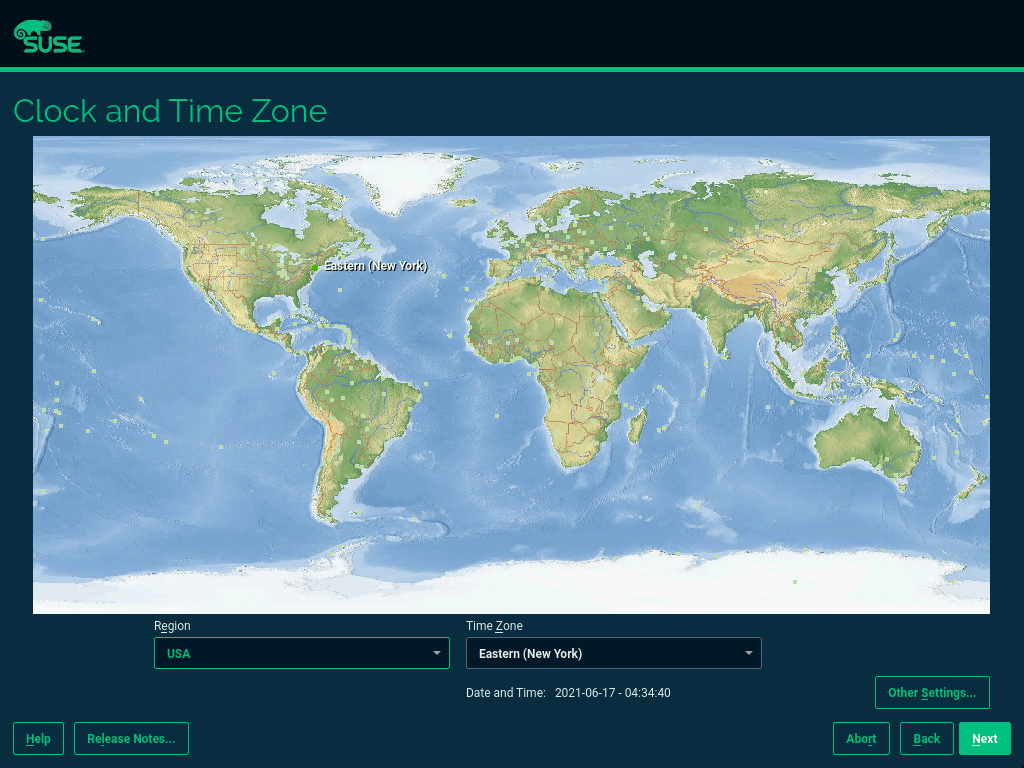 SUSE
Clock and Time Zone
Eastern (New York)
Region
Time Zone
USA
Eastern (New York)
Date and Time: 2021-06-17 - 04:34:40
Other Settings...
Help
Release Notes...
Abort
Back
Next